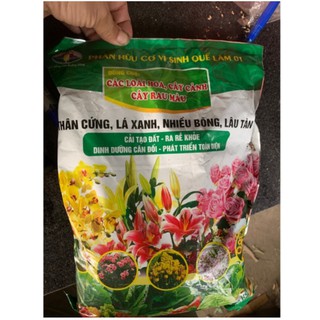 PHÂN HỮU CƠ VI SINH QUẾ LÂM 01
CÁC LOẠI HOA, CÂY CẢNH
CÂY RAU MÀU
THÂN CỨNG, LÁ XANH, NHIỀU BÔNG, LÂU TÀN
CẢI TẠO ĐẤT - RA RỄ KHỎE
DINH DƯỠNG CÂN ĐỐI - PHÁT TRIỂN TOÀN DIỆN